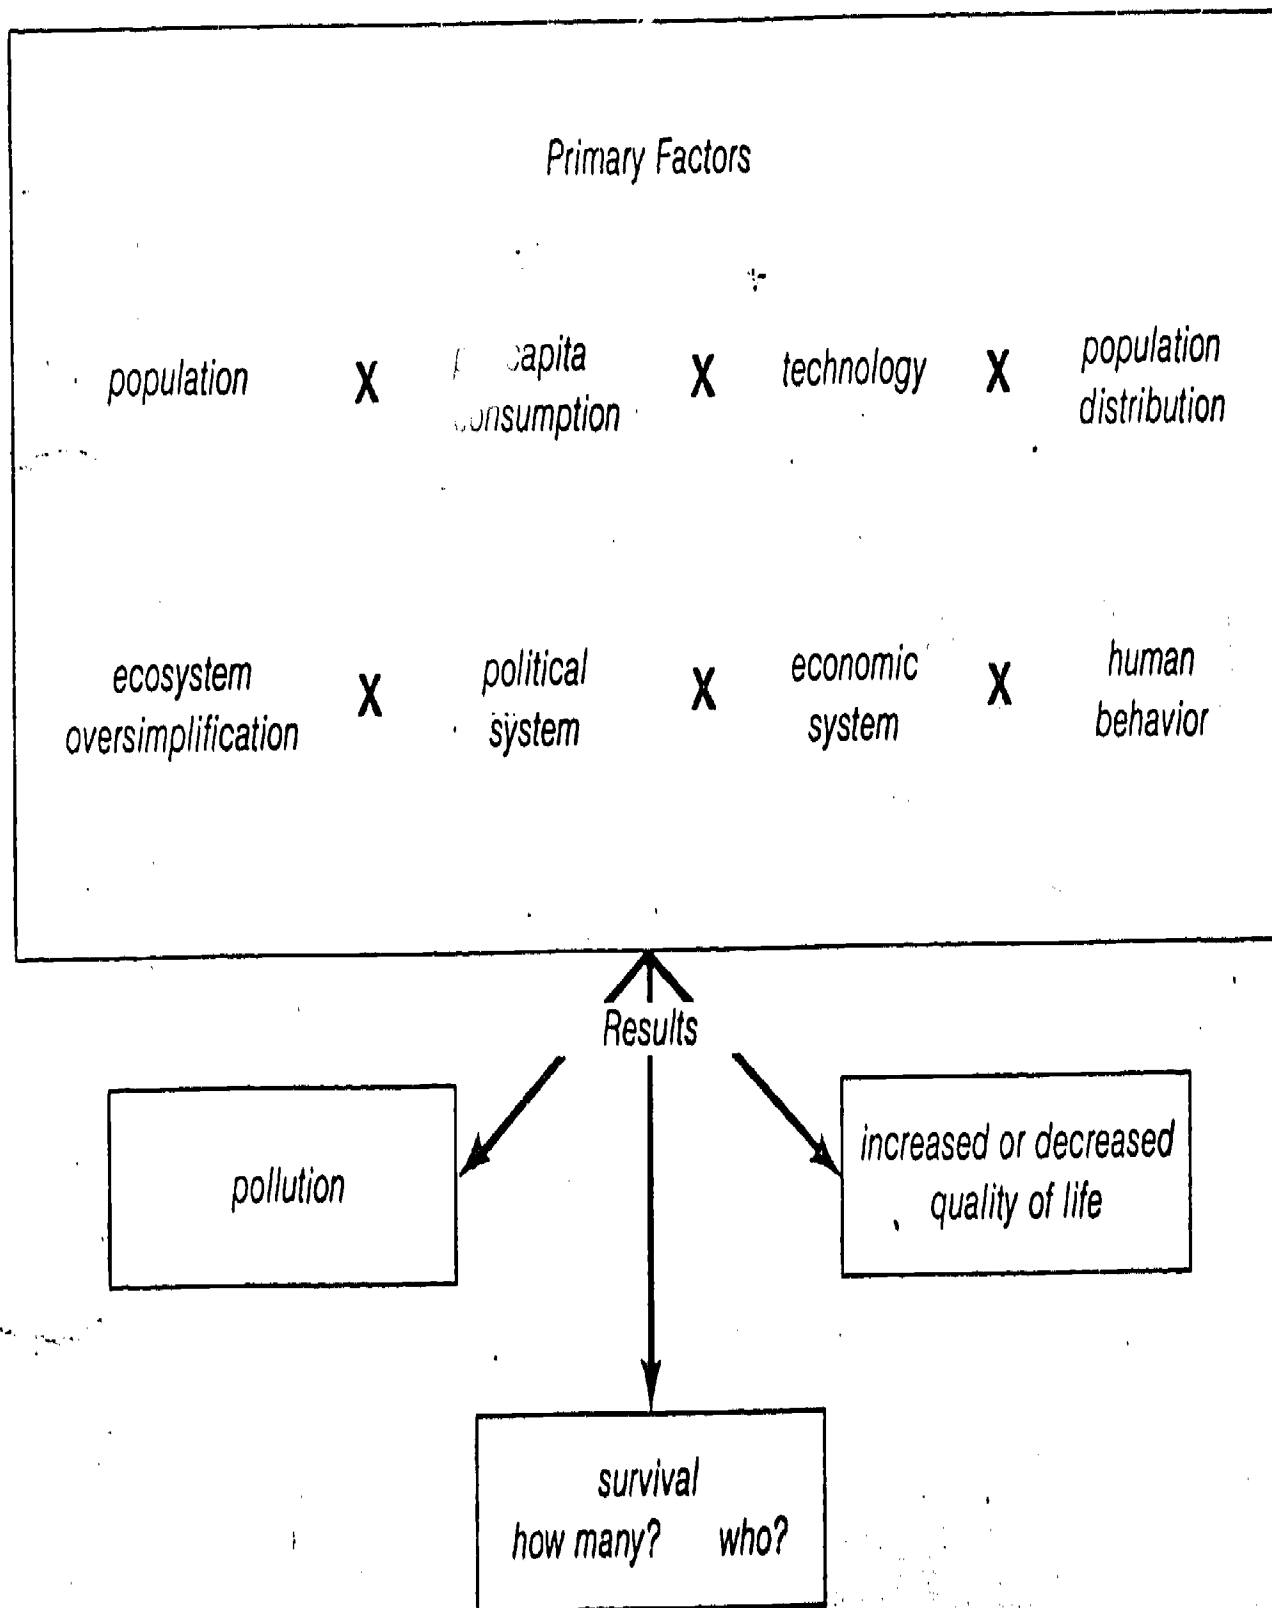 Primary Factors
population X capita X technology X population
consumption distribution
ecosystem X political X economic X human
oversimplification system system behavior
Results
pollution
increased or decreased
quality of life
survival
how many? who?